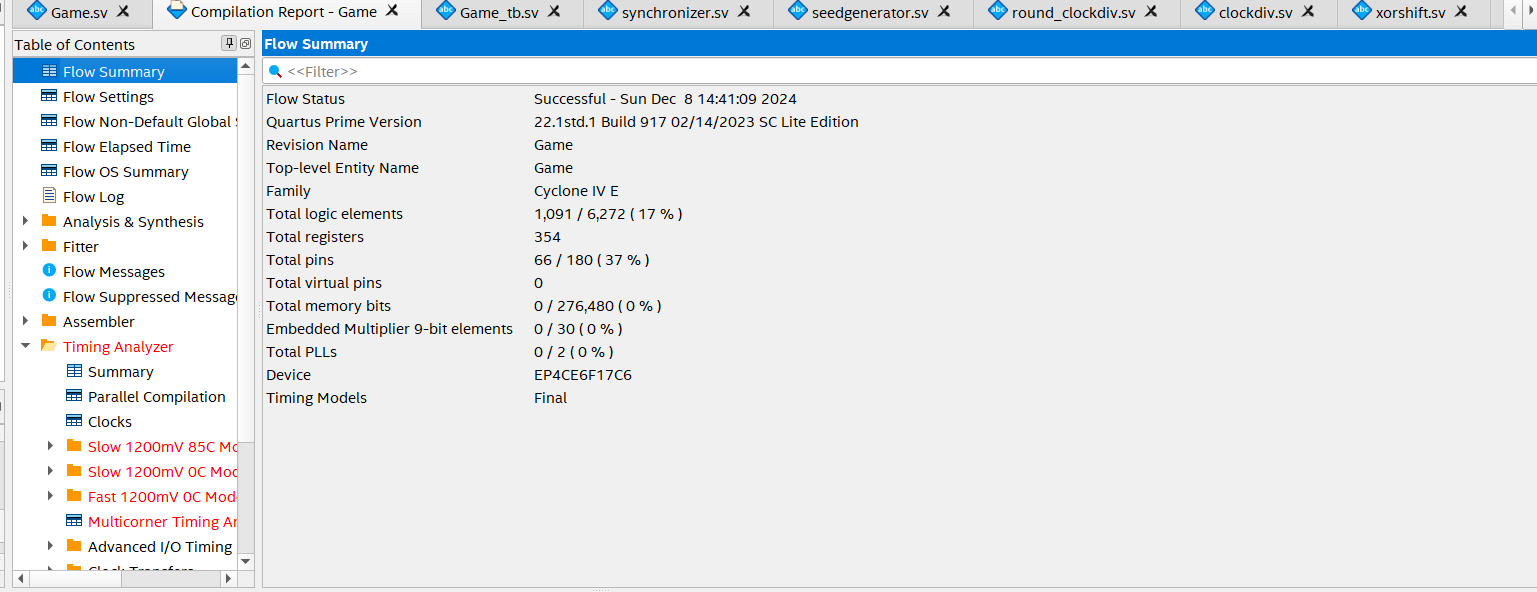 Game.sv
Compilation Report - Game
Game_tb.sv
synchronizer.sv
seedgenerator.sv
round_clockdiv.sv
clockdiv.sv
xorshift.sv
Table of Contents
Flow Summary
Flow Settings
Flow Non-Default Global
Flow Elapsed Time
Flow OS Summary
Flow Log
Analysis & Synthesis
Fitter
Flow Messages
Flow Suppressed Message
Assembler
Timing Analyzer
Summary
Parallel Compilation
Clocks
Slow 1200mV 85C Mo
Slow 1200mV 0C Mod
Fast 1200mV 0C Mode
Multicorner Timing An
Advanced I/O Timing
Clock Transfers
Flow Summary
<<Filter>>
Flow Status Successful - Sun Dec 8 14:41:09 2024
Quartus Prime Version 22.1std.1 Build 917 02/14/2023 SC Lite Edition
Revision Name Game
Top-level Entity Name Game
Family Cyclone IV E
Total logic elements 1,091 / 6,272 ( 17 % )
Total registers 354
Total pins 66 / 180 ( 37 % )
Total virtual pins 0
Total memory bits 0 / 276,480 ( 0 % )
Embedded Multiplier 9-bit elements 0 / 30 ( 0 % )
Total PLLs 0 / 2 ( 0 % )
Device EP4CE6F17C6
Timing Models Final